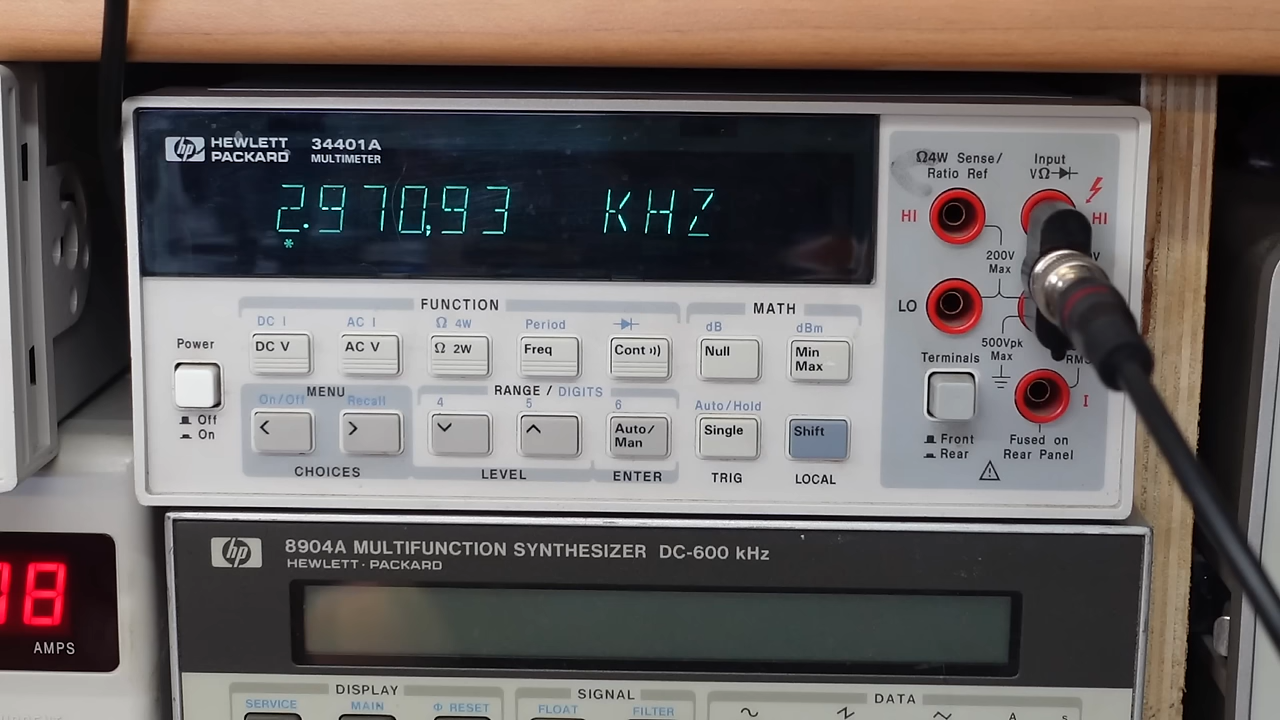 hp HEWLETT PACKARD 34401A MULTIMETER
2.970,93 KHZ
*
Ω4W Sense/ Ratio Ref
Input VΩ
HI
HI
200V Max
LO
500Vpk Max
RMS
I
Terminals
Front
Rear
Fused on Rear Panel
FUNCTION
MATH
Power
Off
On
DC I
AC I
Ω 4W
Period
dB
dBm
DC V
AC V
Ω 2W
Freq
Cont
Null
Min Max
MENU
RANGE / DIGITS
On/Off
Recall
4
5
6
Auto/Hold
<
>
Auto/ Man
Single
Shift
CHOICES
LEVEL
ENTER
TRIG
LOCAL
hp 8904A MULTIFUNCTION SYNTHESIZER DC-600 kHz
HEWLETT·PACKARD
8
AMPS
DISPLAY
SIGNAL
DATA
SERVICE
MAIN
Φ RESET
FLOAT
FILTER